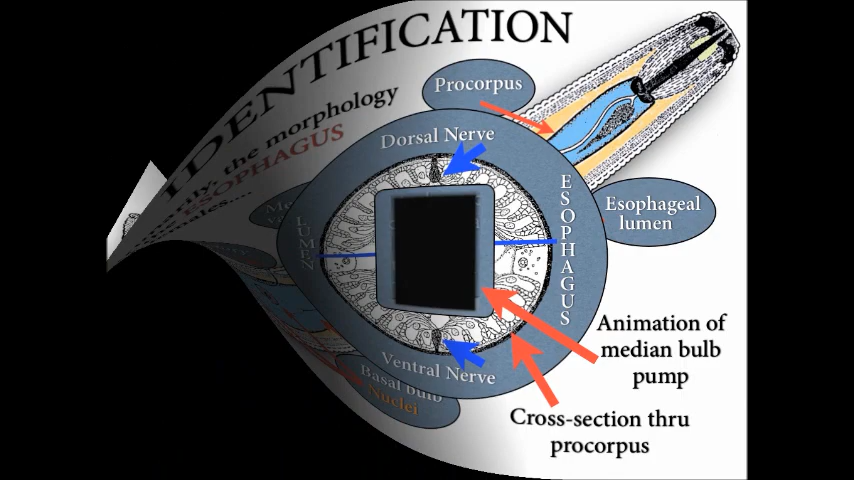 IDENTIFICATION
the morphology
ESOPHAGUS
males....
Procorpus
Dorsal Nerve
LUMEN
ESOPHAGUS
Esophageal
lumen
Animation of
median bulb
pump
Ventral Nerve
Basal bulb
Nuclei
Cross-section thru
procorpus